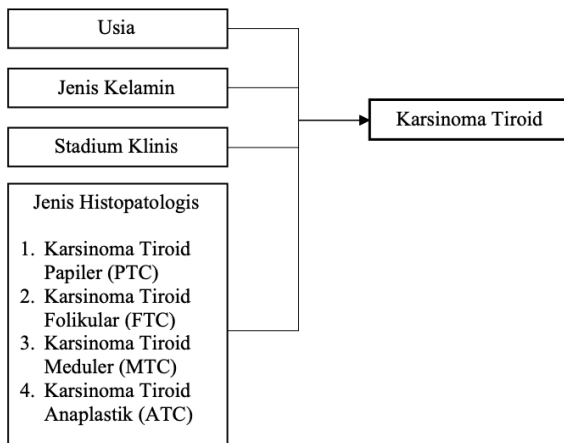 Usia
Jenis Kelamin
Stadium Klinis
Jenis Histopatologis
1. Karsinoma Tiroid
Papiler (PTC)
2. Karsinoma Tiroid
Folikular (FTC)
3. Karsinoma Tiroid
Meduler (MTC)
4. Karsinoma Tiroid
Anaplastik (ATC)
Karsinoma Tiroid